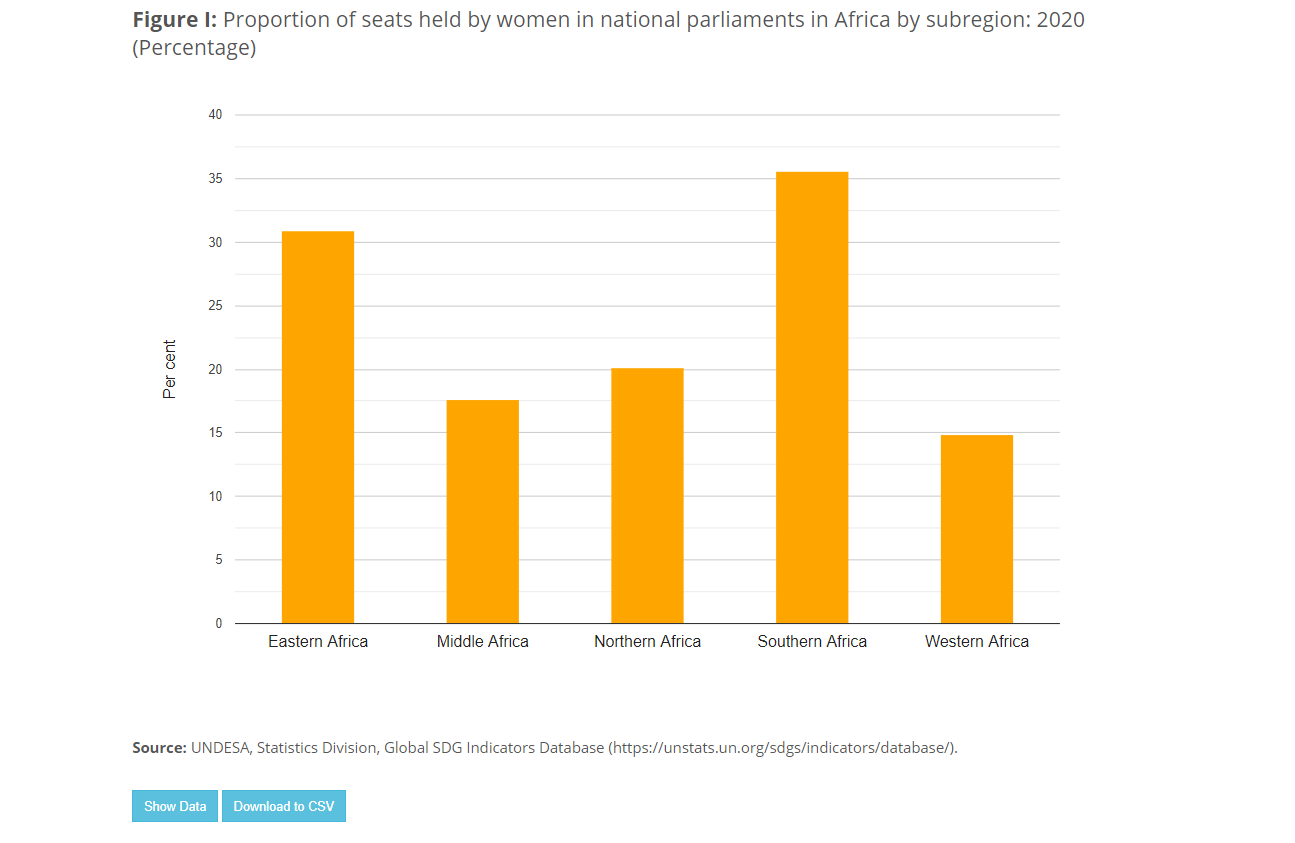 Figure I: Proportion of seats held by women in national parliaments in Africa by subregion: 2020
(Percentage)
40
35
30
25
20
15
10
5
0
Per cent
Eastern Africa
Middle Africa
Northern Africa
Southern Africa
Western Africa
Source: UNDESA, Statistics Division, Global SDG Indicators Database (https://unstats.un.org/sdgs/indicators/database/).
Show Data
Download to CSV